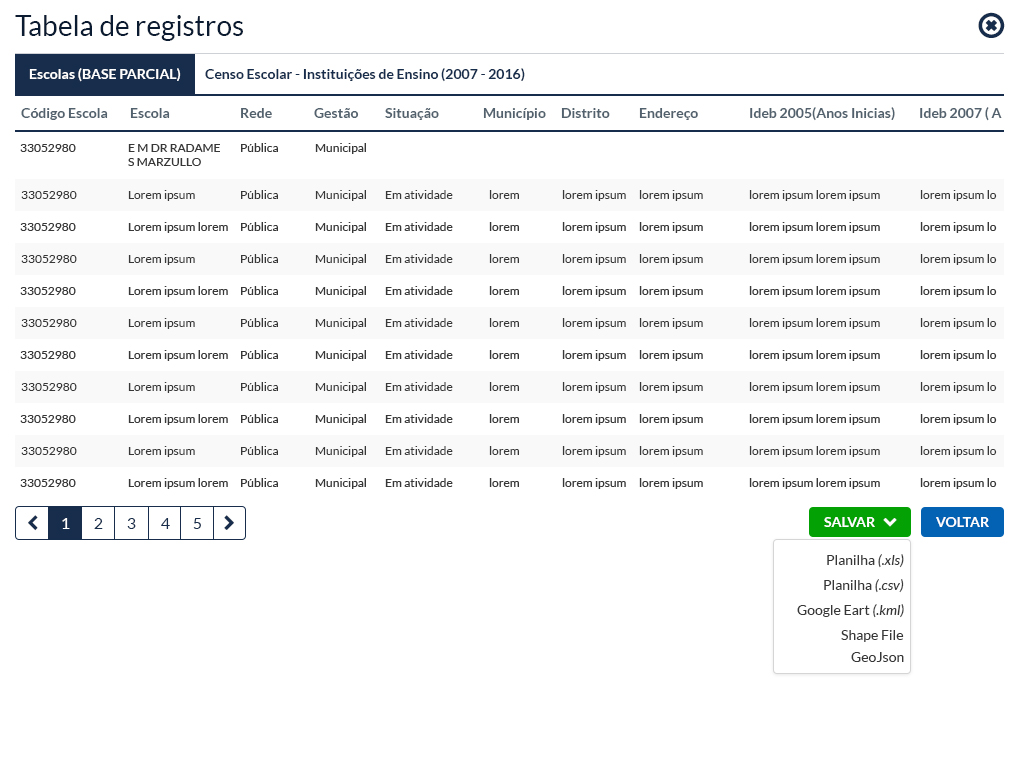 Tabela de registros
Escolas (BASE PARCIAL) Censo Escolar - Instituições de Ensino (2007 - 2016)
Código Escola Escola Rede Gestão Situação Município Distrito Endereço Ideb 2005(Anos Inicias) Ideb 2007 ( A
33052980 E M DR RADAME Pública Municipal
S MARZULLO
33052980 Lorem ipsum Pública Municipal Em atividade lorem lorem ipsum lorem ipsum lorem ipsum lorem ipsum lorem ipsum lo
33052980 Lorem ipsum lorem Pública Municipal Em atividade lorem lorem ipsum lorem ipsum lorem ipsum lorem ipsum lorem ipsum lo
33052980 Lorem ipsum Pública Municipal Em atividade lorem lorem ipsum lorem ipsum lorem ipsum lorem ipsum lorem ipsum lo
33052980 Lorem ipsum lorem Pública Municipal Em atividade lorem lorem ipsum lorem ipsum lorem ipsum lorem ipsum lorem ipsum lo
33052980 Lorem ipsum Pública Municipal Em atividade lorem lorem ipsum lorem ipsum lorem ipsum lorem ipsum lorem ipsum lo
33052980 Lorem ipsum lorem Pública Municipal Em atividade lorem lorem ipsum lorem ipsum lorem ipsum lorem ipsum lorem ipsum lo
33052980 Lorem ipsum Pública Municipal Em atividade lorem lorem ipsum lorem ipsum lorem ipsum lorem ipsum lorem ipsum lo
33052980 Lorem ipsum lorem Pública Municipal Em atividade lorem lorem ipsum lorem ipsum lorem ipsum lorem ipsum lorem ipsum lo
33052980 Lorem ipsum Pública Municipal Em atividade lorem lorem ipsum lorem ipsum lorem ipsum lorem ipsum lorem ipsum lo
33052980 Lorem ipsum lorem Pública Municipal Em atividade lorem lorem ipsum lorem ipsum lorem ipsum lorem ipsum lorem ipsum lo
1 2 3 4 5 SALVAR VOLTAR
Planilha (.xls)
Planilha (.csv)
Google Eart (.kml)
Shape File
GeoJson